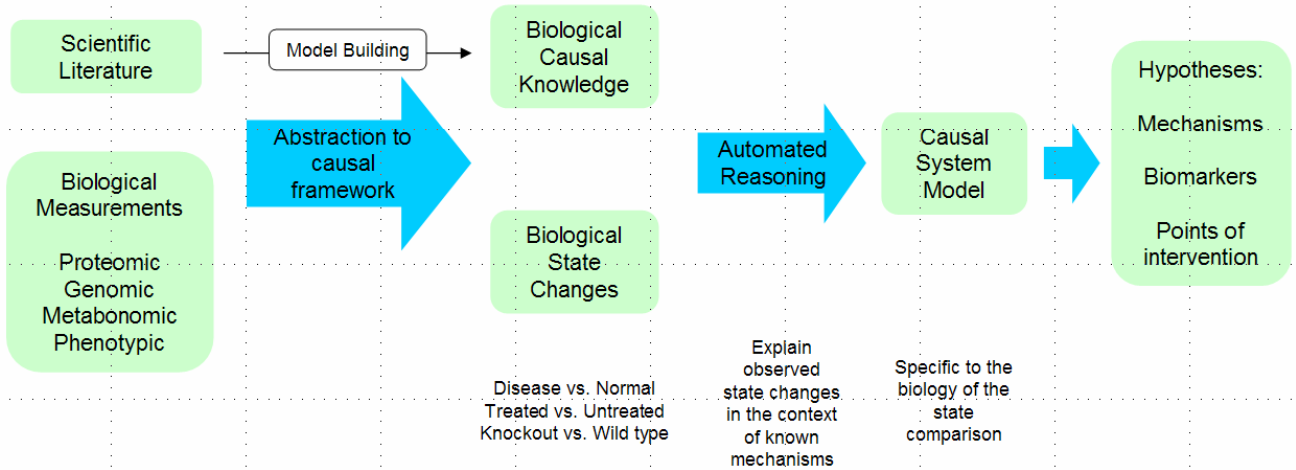 Scientific
Literature
Model Building
Biological
Causal
Knowledge
Abstraction to
causal
framework
Biological
Measurements
Proteomic
Genomic
Metabonomic
Phenotypic
Biological
State
Changes
Disease vs. Normal
Treated vs. Untreated
Knockout vs. Wild type
Automated
Reasoning
Explain
observed
state changes
in the context
of known
mechanisms
Causal
System
Model
Specific to the
biology of the
state
comparison
Hypotheses:
Mechanisms
Biomarkers
Points of
intervention